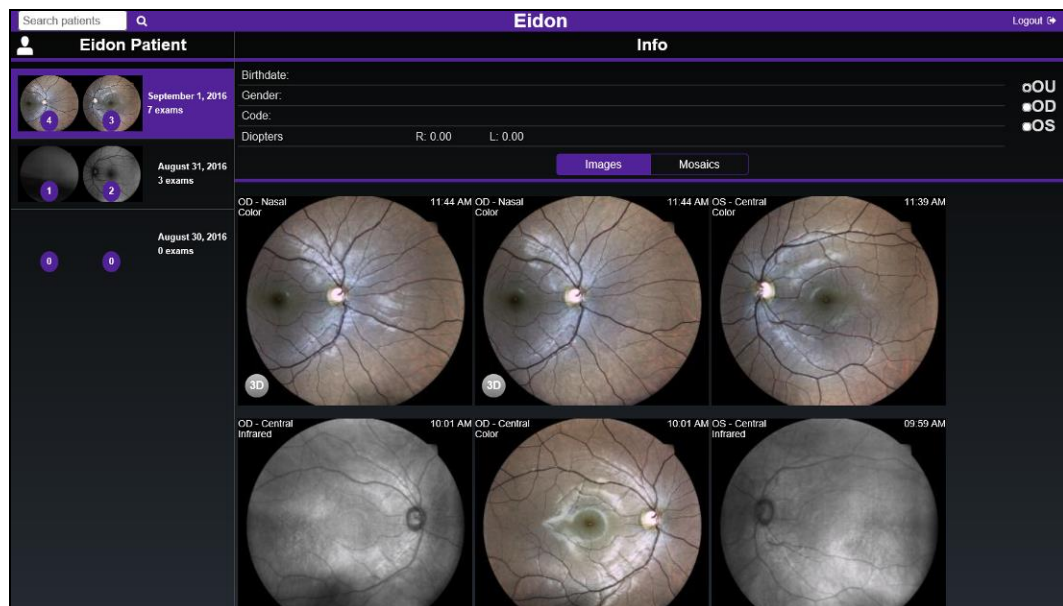 Search patients
Eidon
Logout
Eidon Patient
Info
September 1, 2016
7 exams
4
3
August 31, 2016
3 exams
1
2
August 30, 2016
0 exams
0
0
Birthdate:
Gender:
Code:
Diopters R: 0.00 L: 0.00
OU
OD
OS
Images
Mosaics
OD - Nasal 11:44 AM
Color
3D
OD - Nasal 11:44 AM
Color
3D
OS - Central 11:39 AM
Color
OD - Central 10:01 AM
Infrared
OD - Central 10:01 AM
Color
OS - Central 09:59 AM
Infrared